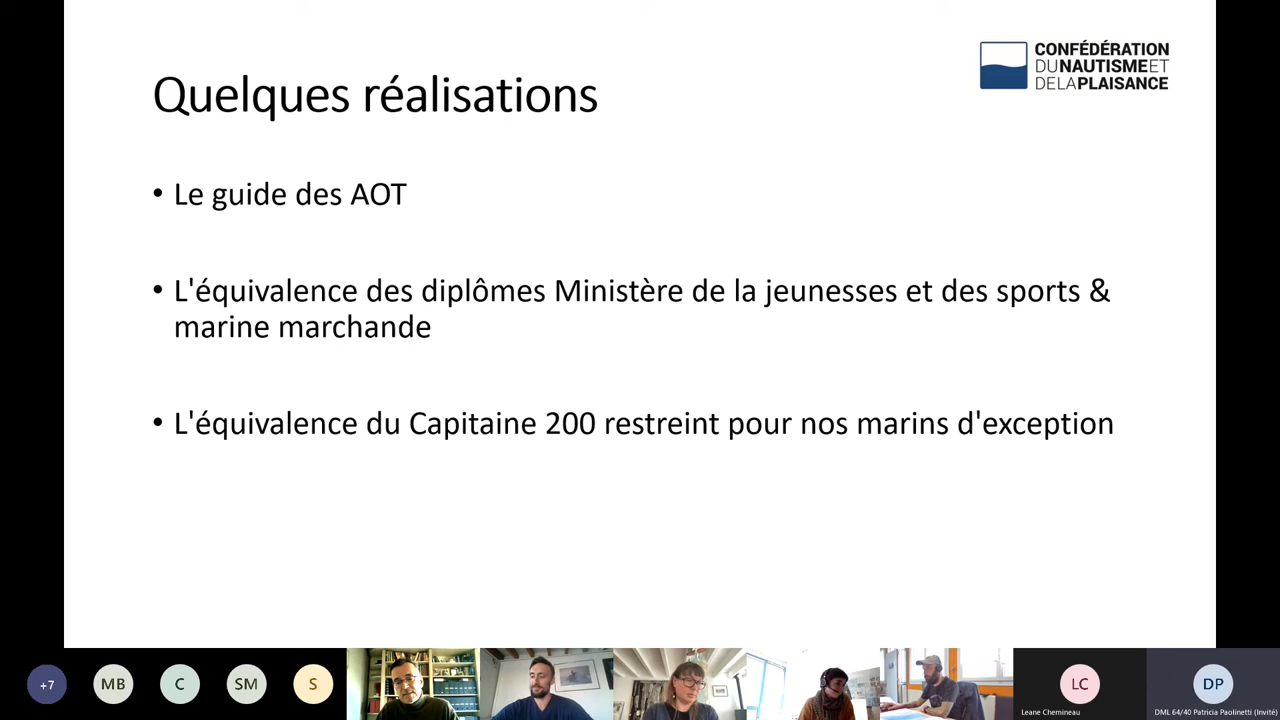 CONFÉDÉRATION
DU NAUTISME ET
DE LA PLAISANCE
Quelques réalisations
• Le guide des AOT
• L'équivalence des diplômes Ministère de la jeunesses et des sports &
marine marchande
• L'équivalence du Capitaine 200 restreint pour nos marins d'exception
+7
MB
C
SM
S
LC
DP
Leane Chemineau
DML 64/40 Patricia Paolinetti (Invité)